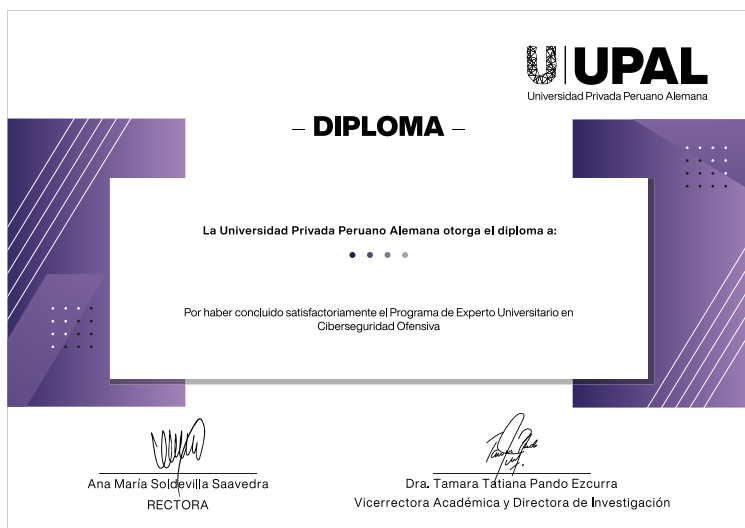 UPAL
Universidad Privada Peruano Alemana
– DIPLOMA –
La Universidad Privada Peruano Alemana otorga el diploma a:
Por haber concluido satisfactoriamente el Programa de Experto Universitario en
Ciberseguridad Ofensiva
Ana María Soldevilla Saavedra
RECTORA
Dra. Tamara Tatiana Pando Ezcurra
Vicerrectora Académica y Directora de Investigación